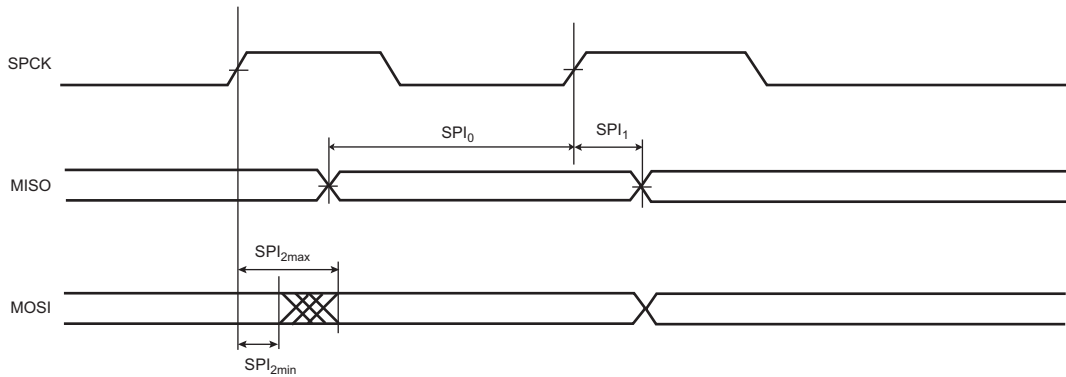 SPCK
SPI₀
SPI₁
MISO
SPI₂ₘₐₓ
MOSI
SPI₂ₘᵢₙ